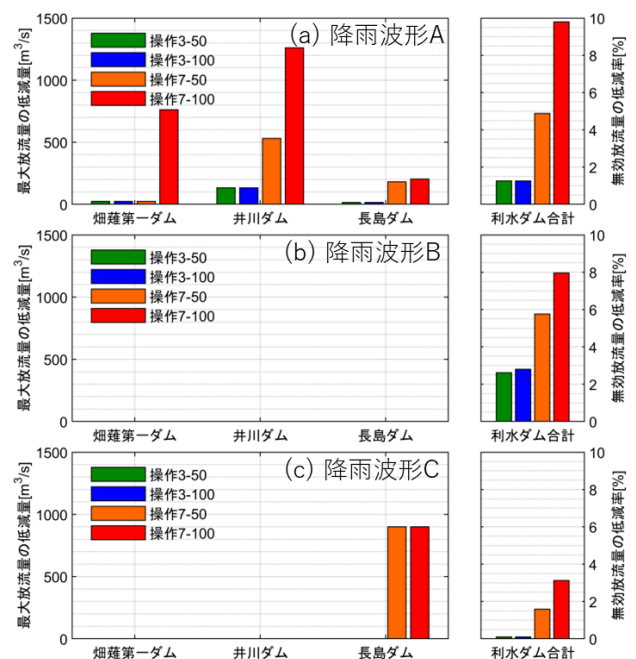 (a) 降雨波形A
最大放流量の低減量[m³/s]
1500
1000
500
0
操作3-50
操作3-100
操作7-50
操作7-100
畑薙第一ダム
井川ダム
長島ダム
10
8
6
4
2
0
利水ダム合計
無効放流量の低減率[%]
(b) 降雨波形B
最大放流量の低減量[m³/s]
1500
1000
500
0
操作3-50
操作3-100
操作7-50
操作7-100
畑薙第一ダム
井川ダム
長島ダム
10
8
6
4
2
0
利水ダム合計
無効放流量の低減率[%]
(c) 降雨波形C
最大放流量の低減量[m³/s]
1500
1000
500
0
操作3-50
操作3-100
操作7-50
操作7-100
畑薙第一ダム
井川ダム
長島ダム
10
8
6
4
2
0
利水ダム合計
無効放流量の低減率[%]